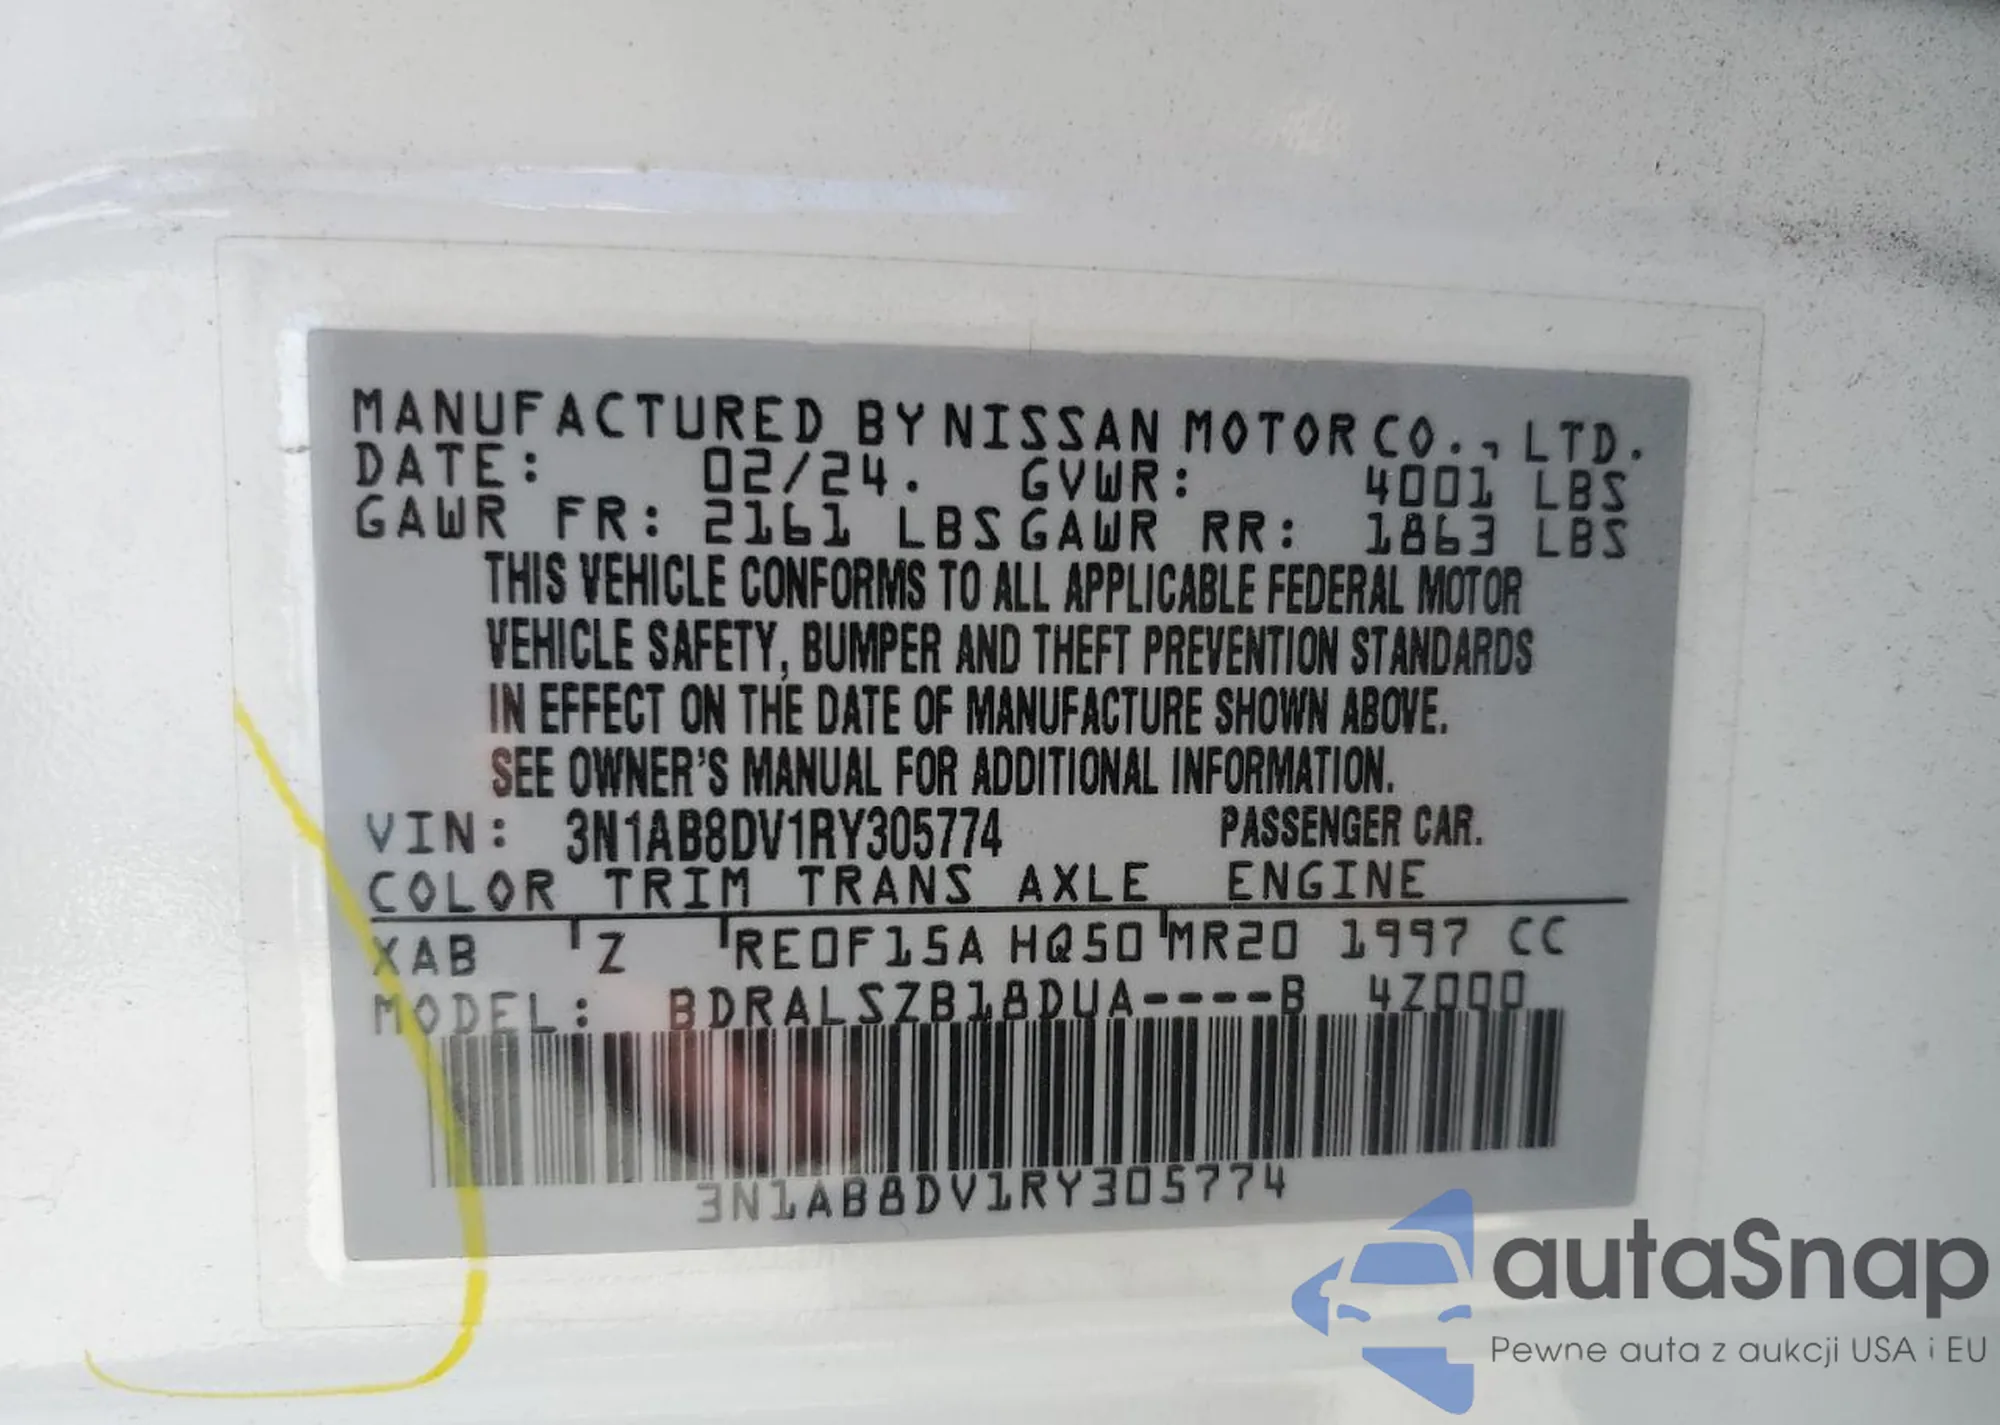 MANUFACTURED BY NISSAN MOTOR CO., LTD.
DATE: 02/24. GVWR: 4001 LBS
GAWR FR: 2161 LBS GAWR RR: 1863 LBS
THIS VEHICLE CONFORMS TO ALL APPLICABLE FEDERAL MOTOR
VEHICLE SAFETY, BUMPER AND THEFT PREVENTION STANDARDS
IN EFFECT ON THE DATE OF MANUFACTURE SHOWN ABOVE.
SEE OWNER'S MANUAL FOR ADDITIONAL INFORMATION.
VIN: 3N1AB8DV1RY305774 PASSENGER CAR.
COLOR TRIM TRANS AXLE ENGINE
XAB Z RE0F15A HQ50 MR20 1997 CC
MODEL: BDRALSZB18DUA----B 4Z000
3N1AB8DV1RY305774
autaSnap
Pewne auta z aukcji USA i EU